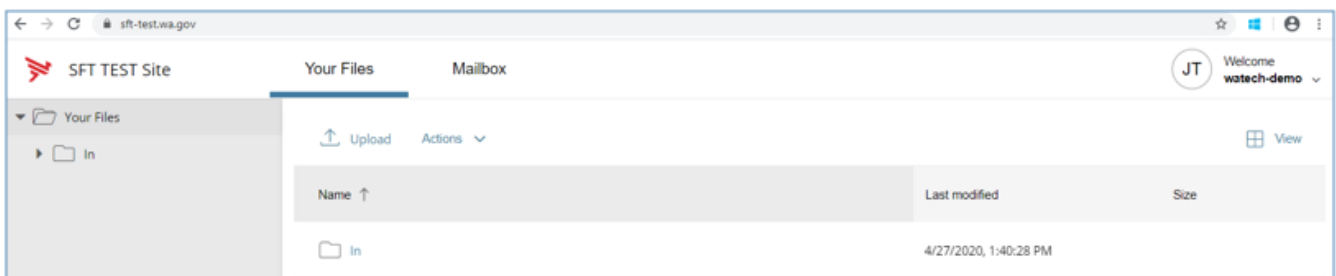 sft-test.wa.gov
SFT TEST Site
Your Files
Mailbox
JT
Welcome
watech-demo
Your Files
In
Upload
Actions
View
Name
Last modified
Size
In
4/27/2020, 1:40:28 PM